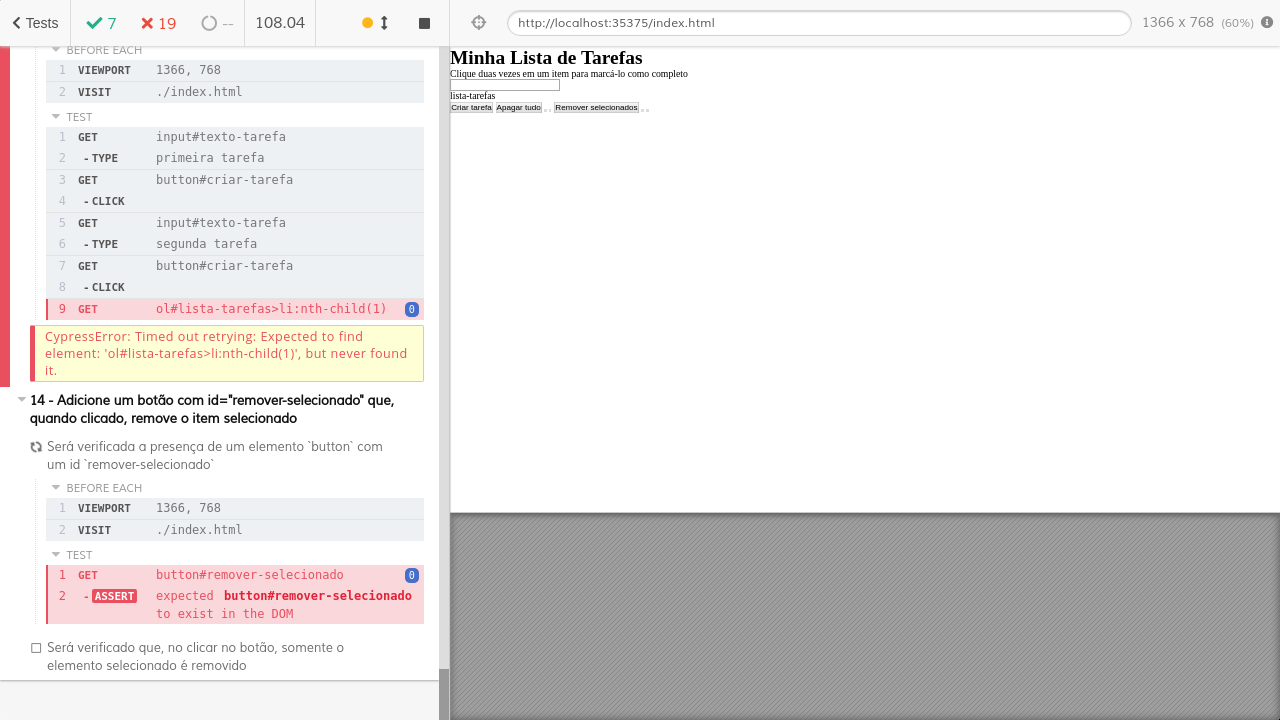 Tests 7 19 -- 108.04 http://localhost:35375/index.html 1366 x 768 (60%)
BEFORE EACH
1 VIEWPORT 1366, 768
2 VISIT ./index.html
TEST
1 GET input#texto-tarefa
2 - TYPE primeira tarefa
3 GET button#criar-tarefa
4 - CLICK
5 GET input#texto-tarefa
6 - TYPE segunda tarefa
7 GET button#criar-tarefa
8 - CLICK
9 GET ol#lista-tarefas>li:nth-child(1) 0
CypressError: Timed out retrying: Expected to find
element: 'ol#lista-tarefas>li:nth-child(1)', but never found
it.
14 - Adicione um botão com id="remover-selecionado" que,
quando clicado, remove o item selecionado
Será verificada a presença de um elemento `button` com
um id `remover-selecionado`
BEFORE EACH
1 VIEWPORT 1366, 768
2 VISIT ./index.html
TEST
1 GET button#remover-selecionado 0
2 - ASSERT expected button#remover-selecionado
to exist in the DOM
Será verificado que, no clicar no botão, somente o
elemento selecionado é removido
Minha Lista de Tarefas
Clique duas vezes em um item para marcá-lo como completo
lista-tarefas
Criar tarefa Apagar tudo Remover selecionados